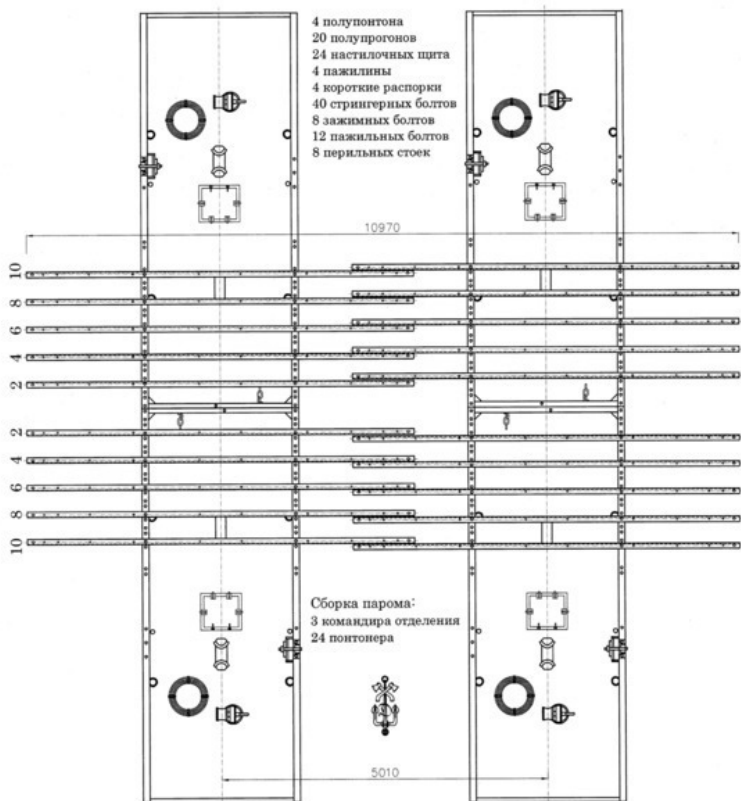 4 полупонтона
20 полупрогонов
24 настилочных щита
4 пажилины
4 короткие распорки
40 стрингерных болтов
8 зажимных болтов
12 пажильных болтов
8 перильных стоек
10970
10
8
6
4
2
2
4
6
8
10
Сборка парома:
3 командира отделения
24 понтонера
5010